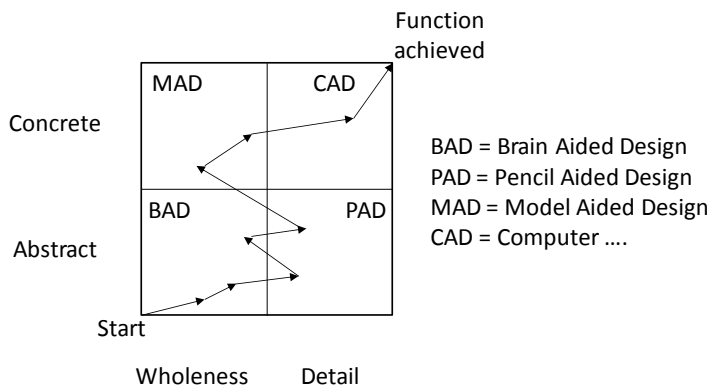 Function
achieved
MAD
CAD
Concrete
BAD = Brain Aided Design
PAD = Pencil Aided Design
MAD = Model Aided Design
CAD = Computer ....
BAD
PAD
Abstract
Start
Wholeness
Detail